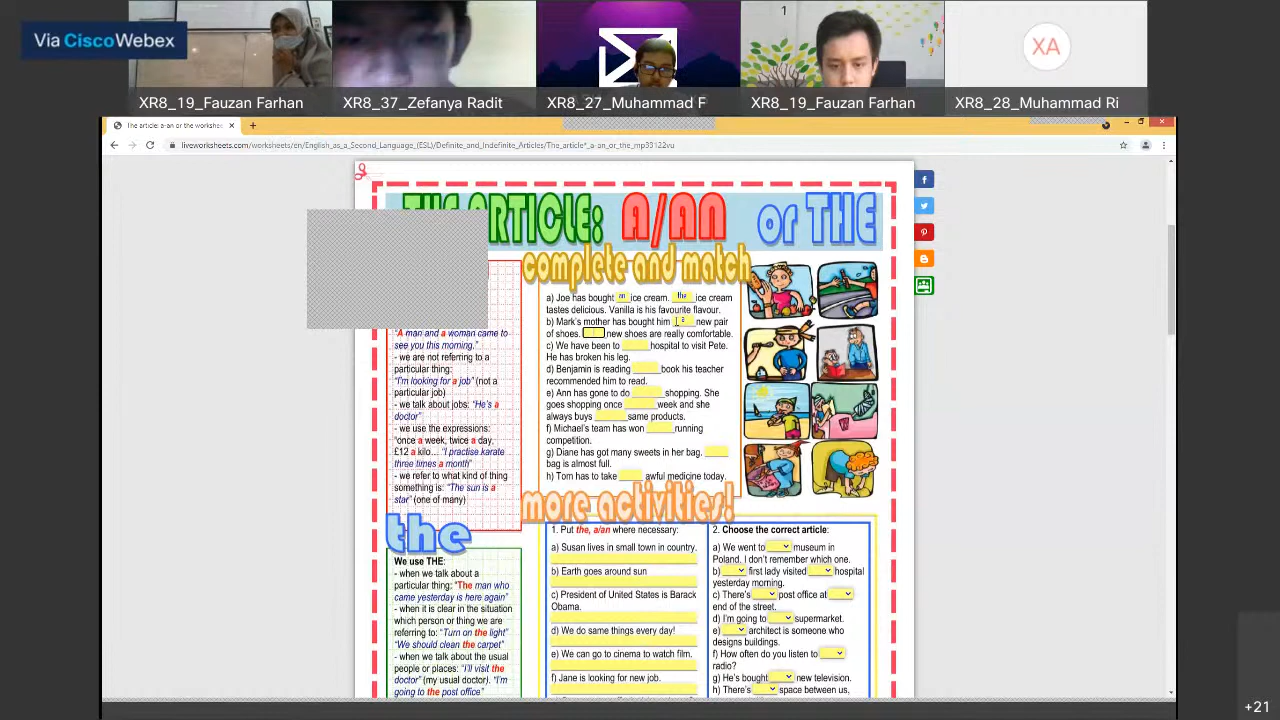 Via Cisco Webex
1
XA
XR8_19_Fauzan Farhan
XR8_37_Zefanya Radit
XR8_27_Muhammad F
XR8_19_Fauzan Farhan
XR8_28_Muhammad Ri
The article: a-an or the workshe
liveworksheets.com/worksheets/en/English_as_a_Second_Language_(ESL)/Definite_and_Indefinite_Articles/The_article*_a-an_or_the_mp33122vu
ARTICLE: A/AN or THE
complete and match
"A man and a woman came to
see you this morning."
- we are not referring to a
particular thing:
"I'm looking for a job" (not a
particular job)
- we talk about jobs: "He's a
doctor"
- we use the expressions:
"once a week, twice a day,
£12 a kilo… "I practise karate
three times a month"
- we refer to what kind of thing
something is: "The sun is a
star" (one of many)
a) Joe has bought an ice cream. the ice cream
tastes delicious. Vanilla is his favourite flavour.
b) Mark's mother has bought him a new pair
of shoes. new shoes are really comfortable.
c) We have been to hospital to visit Pete.
He has broken his leg.
d) Benjamin is reading book his teacher
recommended him to read.
e) Ann has gone to do shopping. She
goes shopping once week and she
always buys same products.
f) Michael's team has won running
competition.
g) Diane has got many sweets in her bag.
bag is almost full.
h) Tom has to take awful medicine today.
more activities!
the
We use THE:
- when we talk about a
particular thing: "The man who
came yesterday is here again"
- when it is clear in the situation
which person or thing we are
referring to: "Turn on the light"
"We should clean the carpet"
- when we talk about the usual
people or places: "I'll visit the
doctor" (my usual doctor). "I'm
going to the post office"
1. Put the, a/an where necessary:
a) Susan lives in small town in country.
b) Earth goes around sun
c) President of United States is Barack
Obama.
d) We do same things every day!
e) We can go to cinema to watch film.
f) Jane is looking for new job.
2. Choose the correct article:
a) We went to museum in
Poland. I don't remember which one.
b) first lady visited hospital
yesterday morning.
c) There's post office at
end of the street.
d) I'm going to supermarket.
e) architect is someone who
designs buildings.
f) How often do you listen to
radio?
g) He's bought new television.
h) There's space between us,
+21